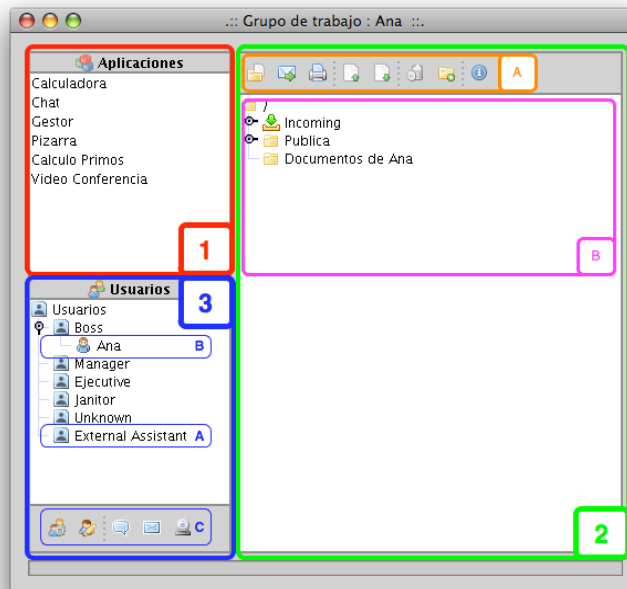 .:: Grupo de trabajo : Ana ::.
Aplicaciones
Calculadora
Chat
Gestor
Pizarra
Calculo Primos
Video Conferencia
1
Usuarios
3
Usuarios
Boss
Ana B
Manager
Ejecutive
Janitor
Unknown
External Assistant A
C
A
/
Incoming
Publica
Documentos de Ana
B
2